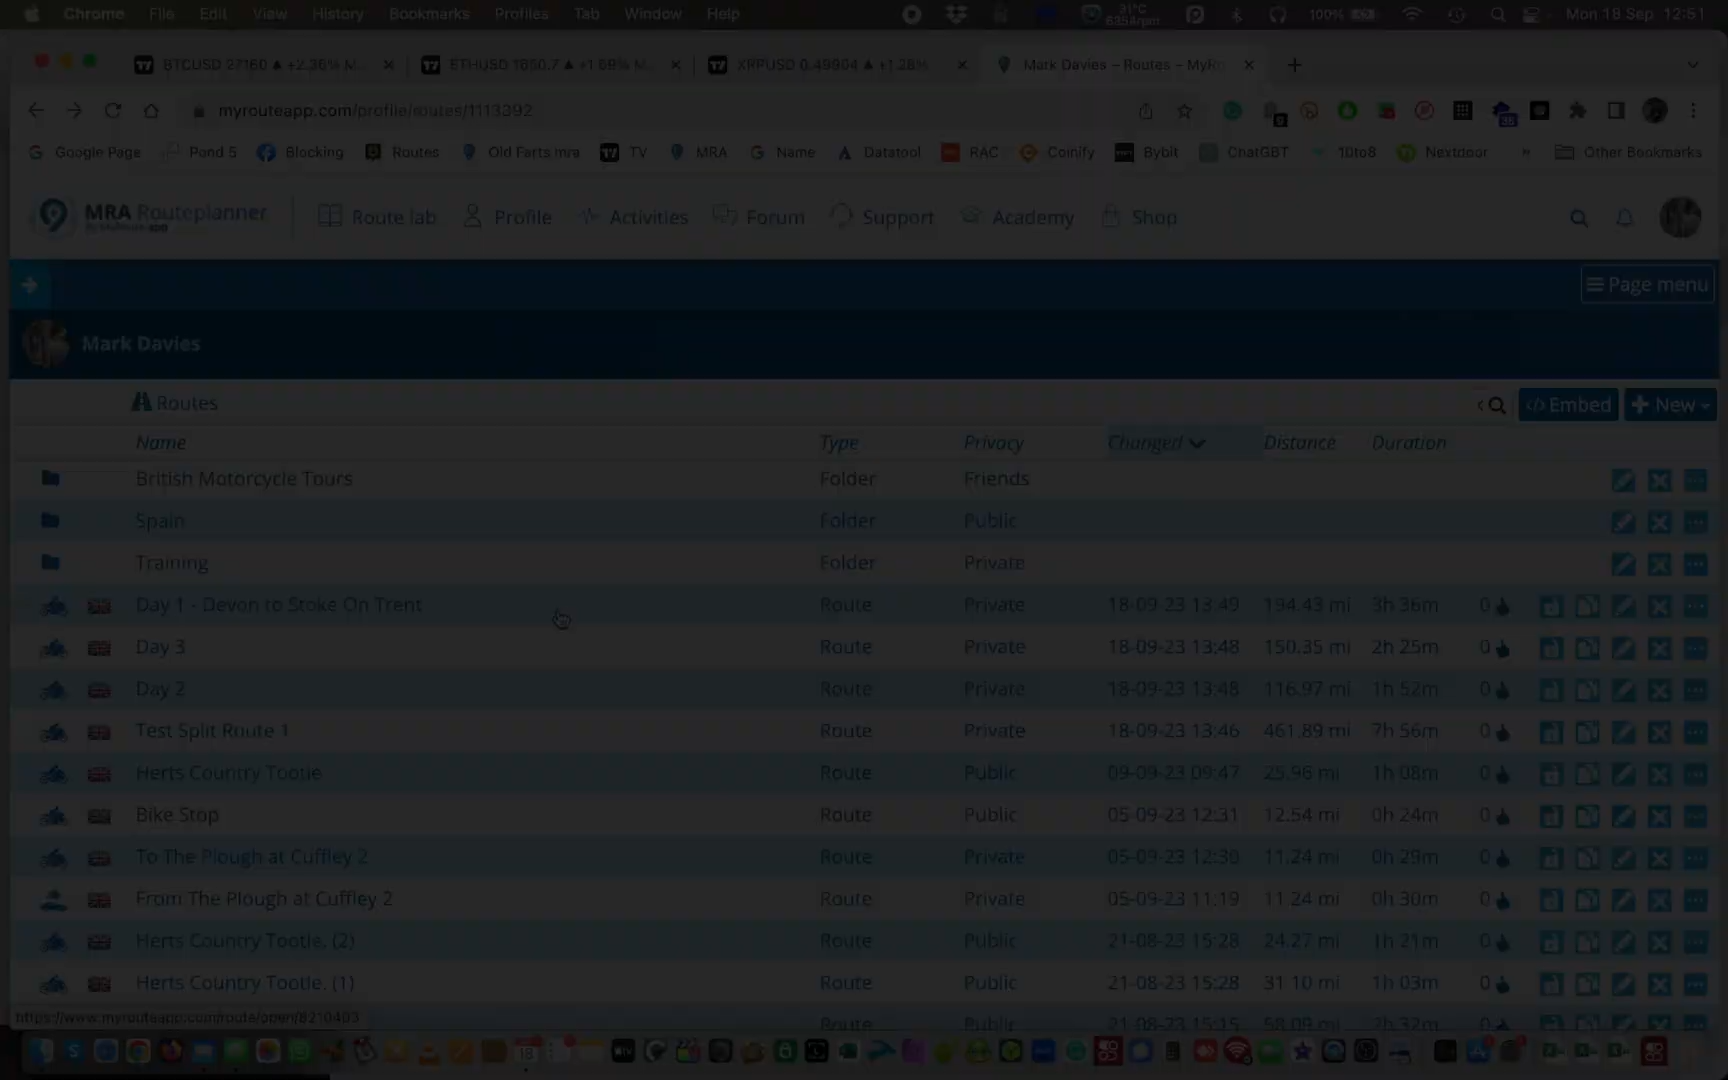 Chrome File Edit View History Bookmarks Profiles Tab Window Help 100% Mon 18 Sep 12:51
BTCUSD 27160 ▲ +2.36% M... ETHUSD 1650.7 ▲ +1.69% M... XRPUSD 0.49904 ▲ +1.28% Mark Davies – Routes – MyRo
myrouteapp.com/profile/routes/1113392
Google Page Pond 5 Blocking Routes Old Farts mra TV MRA Name Datatool RAC Coinify Bybit ChatGBT 10to8 Nextdoor » Other Bookmarks
MRA Routeplanner Route lab Profile Activities Forum Support Academy Shop
Page menu
Mark Davies
Routes Embed New
Name Type Privacy Changed Distance Duration
British Motorcycle Tours Folder Friends
Spain Folder Public
Training Folder Private
Day 1 - Devon to Stoke On Trent Route Private 18-09-23 13:49 194.43 mi 3h 36m 0
Day 3 Route Private 18-09-23 13:48 150.35 mi 2h 25m 0
Day 2 Route Private 18-09-23 13:48 116.97 mi 1h 52m 0
Test Split Route 1 Route Private 18-09-23 13:46 461.89 mi 7h 56m 0
Herts Country Tootle Route Public 09-09-23 09:47 25.96 mi 1h 08m 0
Bike Stop Route Public 05-09-23 12:31 12.54 mi 0h 24m 0
To The Plough at Cuffley 2 Route Private 05-09-23 12:30 11.24 mi 0h 29m 0
From The Plough at Cuffley 2 Route Private 05-09-23 11:19 11.24 mi 0h 30m 0
Herts Country Tootle. (2) Route Public 21-08-23 15:28 24.27 mi 1h 21m 0
Herts Country Tootle. (1) Route Public 21-08-23 15:28 31.10 mi 1h 03m 0
https://www.myrouteapp.com/route/open/8210403
Route Public 21-08-23 15:15 58.09 mi 2h 32m 0